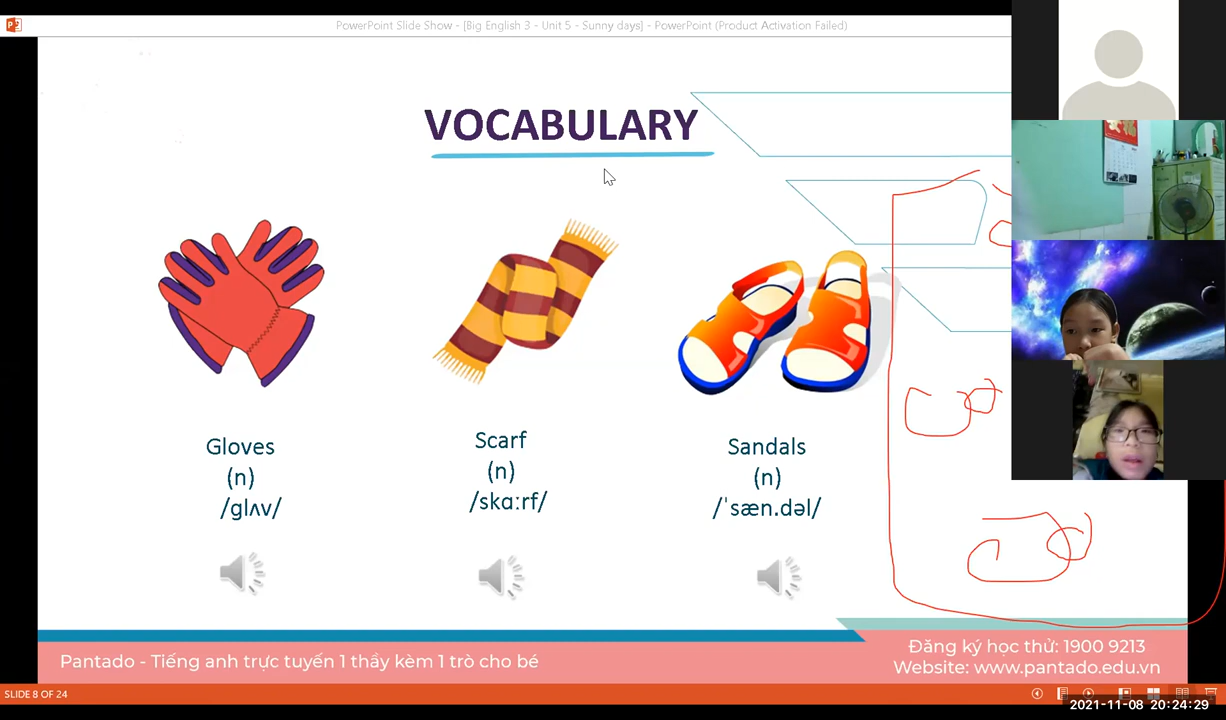 PowerPoint Slide Show - [Big English 3 - Unit 5 - Sunny days] - PowerPoint (Product Activation Failed)
VOCABULARY
Gloves
(n)
/glʌv/
Scarf
(n)
/skɑːrf/
Sandals
(n)
/ˈsæn.dəl/
Pantado - Tiếng anh trực tuyến 1 thầy kèm 1 trò cho bé
Đăng ký học thử: 1900 9213
Website: www.pantado.edu.vn
SLIDE 8 OF 24
2021-11-08 20:24:29